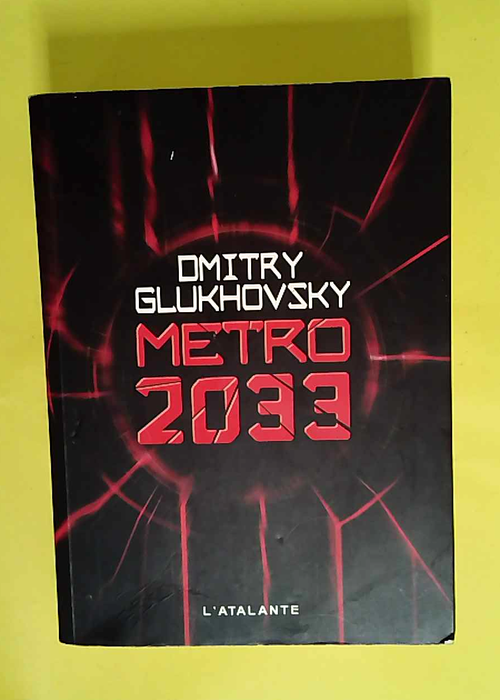 DMITRY
GLUKHOVSKY
METRO
2033
L'ATALANTE